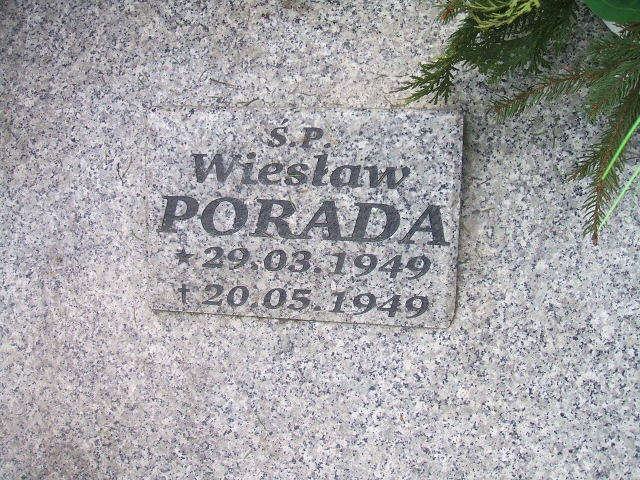 Ś.P.
Wiesław
PORADA
★ 29.03.1949
† 20.05.1949